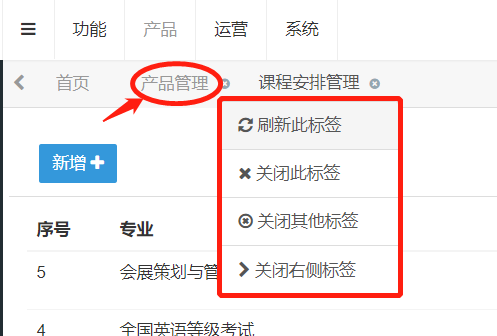 功能 产品 运营 系统
首页 产品管理 课程安排管理
刷新此标签
新增
关闭此标签
关闭其他标签
序号 专业
关闭右侧标签
5 会展策划与管
4 全国英语等级考试